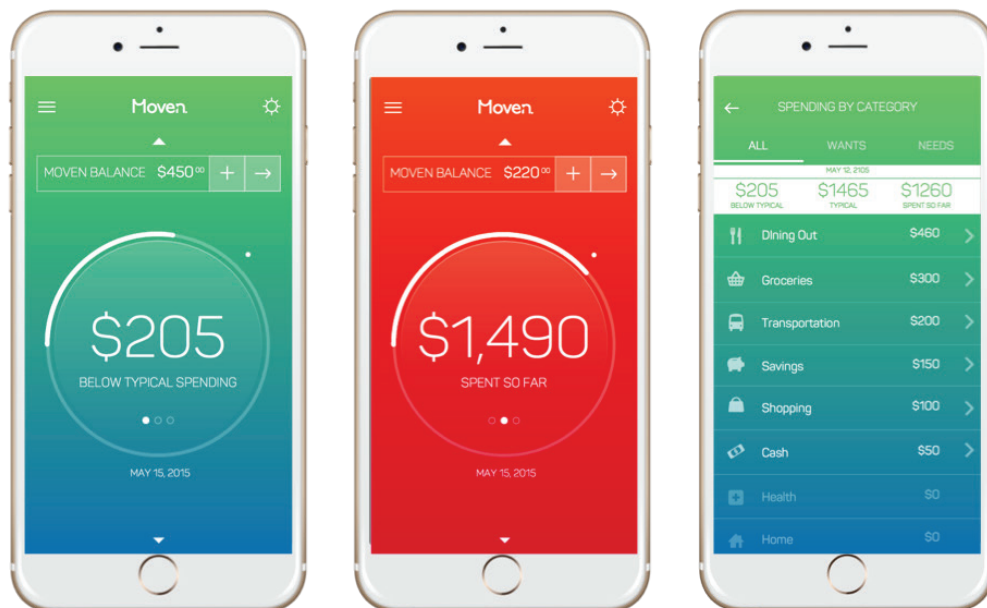 Moven
MOVEN BALANCE $450 00 + →
$205
BELOW TYPICAL SPENDING
MAY 15, 2015
Moven
MOVEN BALANCE $220 00 + →
$1,490
SPENT SO FAR
MAY 15, 2015
← SPENDING BY CATEGORY
ALL WANTS NEEDS
MAY 12, 2105
$205 $1465 $1260
BELOW TYPICAL TYPICAL SPENT SO FAR
DIning Out $460
Groceries $300
Transportation $200
Savings $150
Shopping $100
Cash $50
Health $0
Home $0